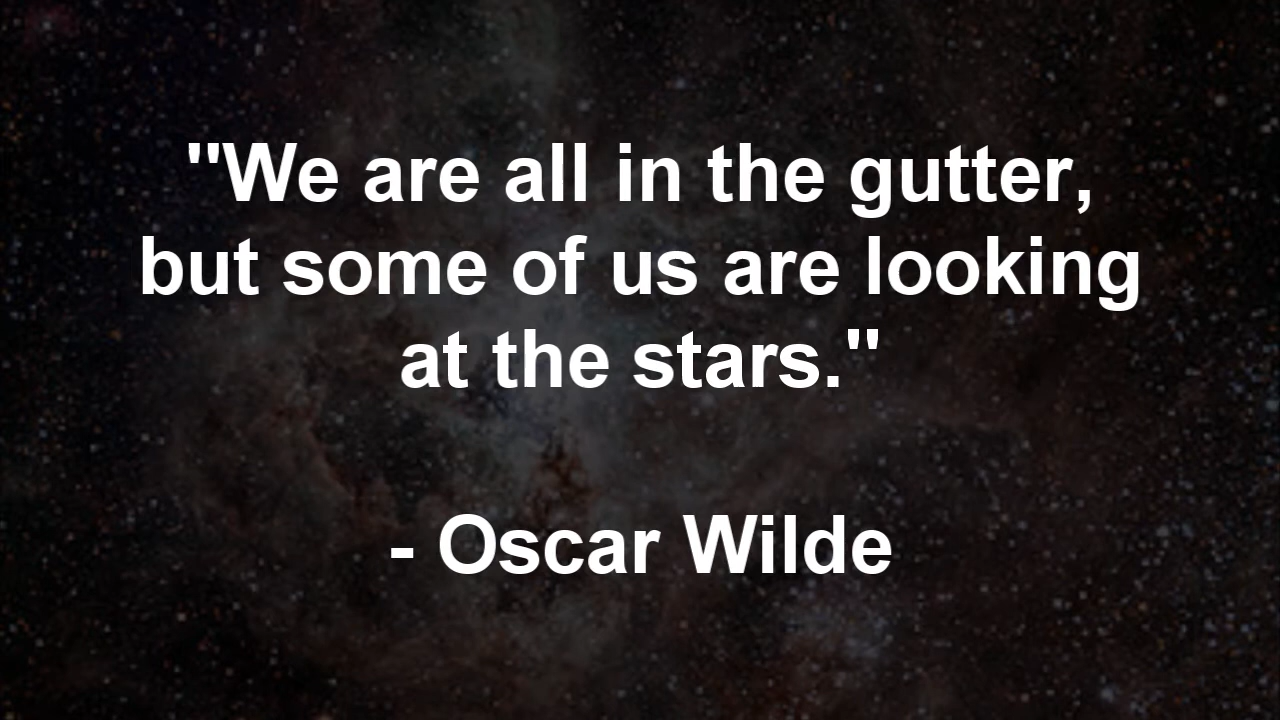 "We are all in the gutter,
but some of us are looking
at the stars."
- Oscar Wilde